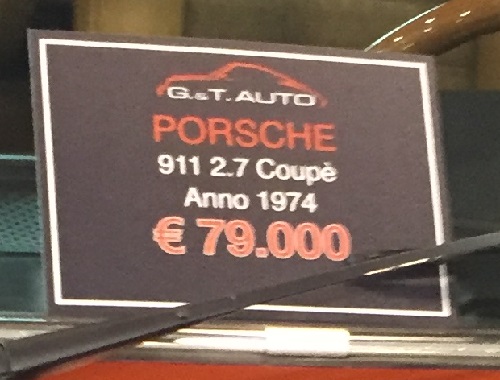 G.&T. AUTO
PORSCHE
911 2.7 Coupè
Anno 1974
€ 79.000